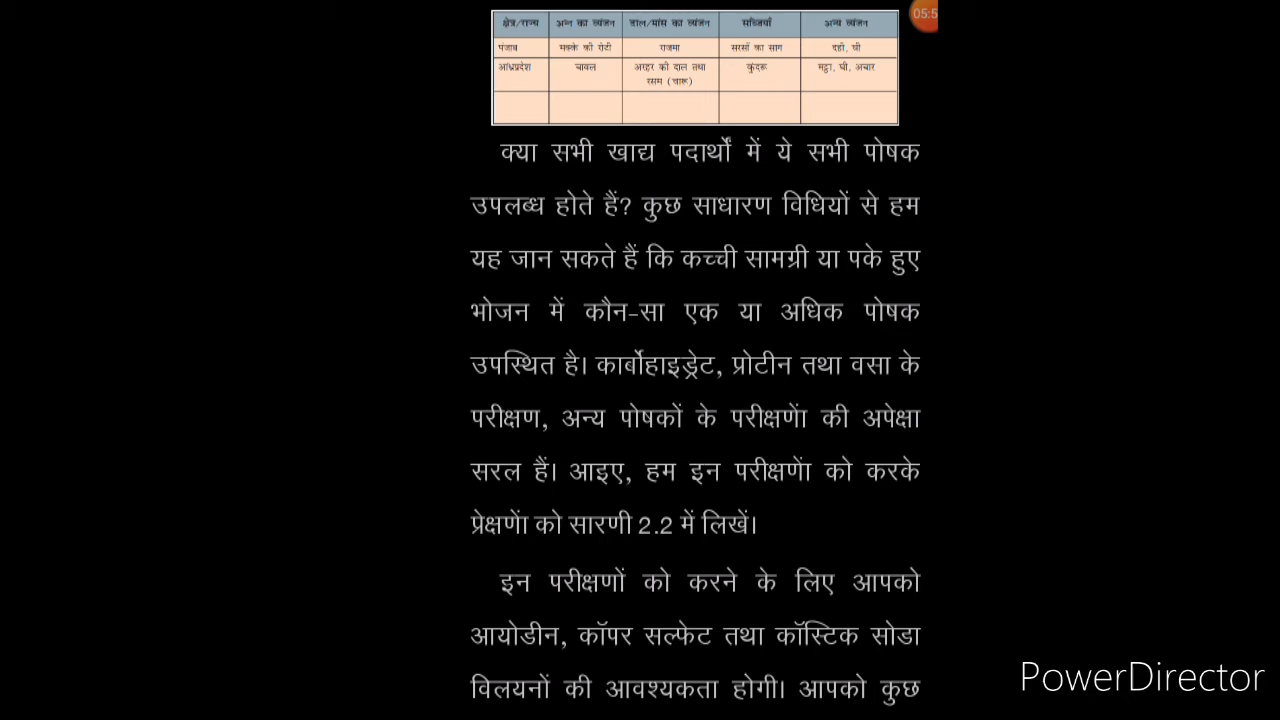 05:5
क्षेत्र/राज्य अन्न का व्यंजन दाल/मांस का व्यंजन सब्जियाँ अन्य व्यंजन
पंजाब मक्के की रोटी राजमा सरसों का साग दही, घी
आंध्रप्रदेश चावल अरहर की दाल तथा रसम (चारू) कुंदरू मट्ठा, घी, अचार
क्या सभी खाद्य पदार्थों में ये सभी पोषक
उपलब्ध होते हैं? कुछ साधारण विधियों से हम
यह जान सकते हैं कि कच्ची सामग्री या पके हुए
भोजन में कौन-सा एक या अधिक पोषक
उपस्थित है। कार्बोहाइड्रेट, प्रोटीन तथा वसा के
परीक्षण, अन्य पोषकों के परीक्षणों की अपेक्षा
सरल हैं। आइए, हम इन परीक्षणों को करके
प्रेक्षणों को सारणी 2.2 में लिखें।
इन परीक्षणों को करने के लिए आपको
आयोडीन, कॉपर सल्फेट तथा कॉस्टिक सोडा
विलयनों की आवश्यकता होगी। आपको कुछ
PowerDirector